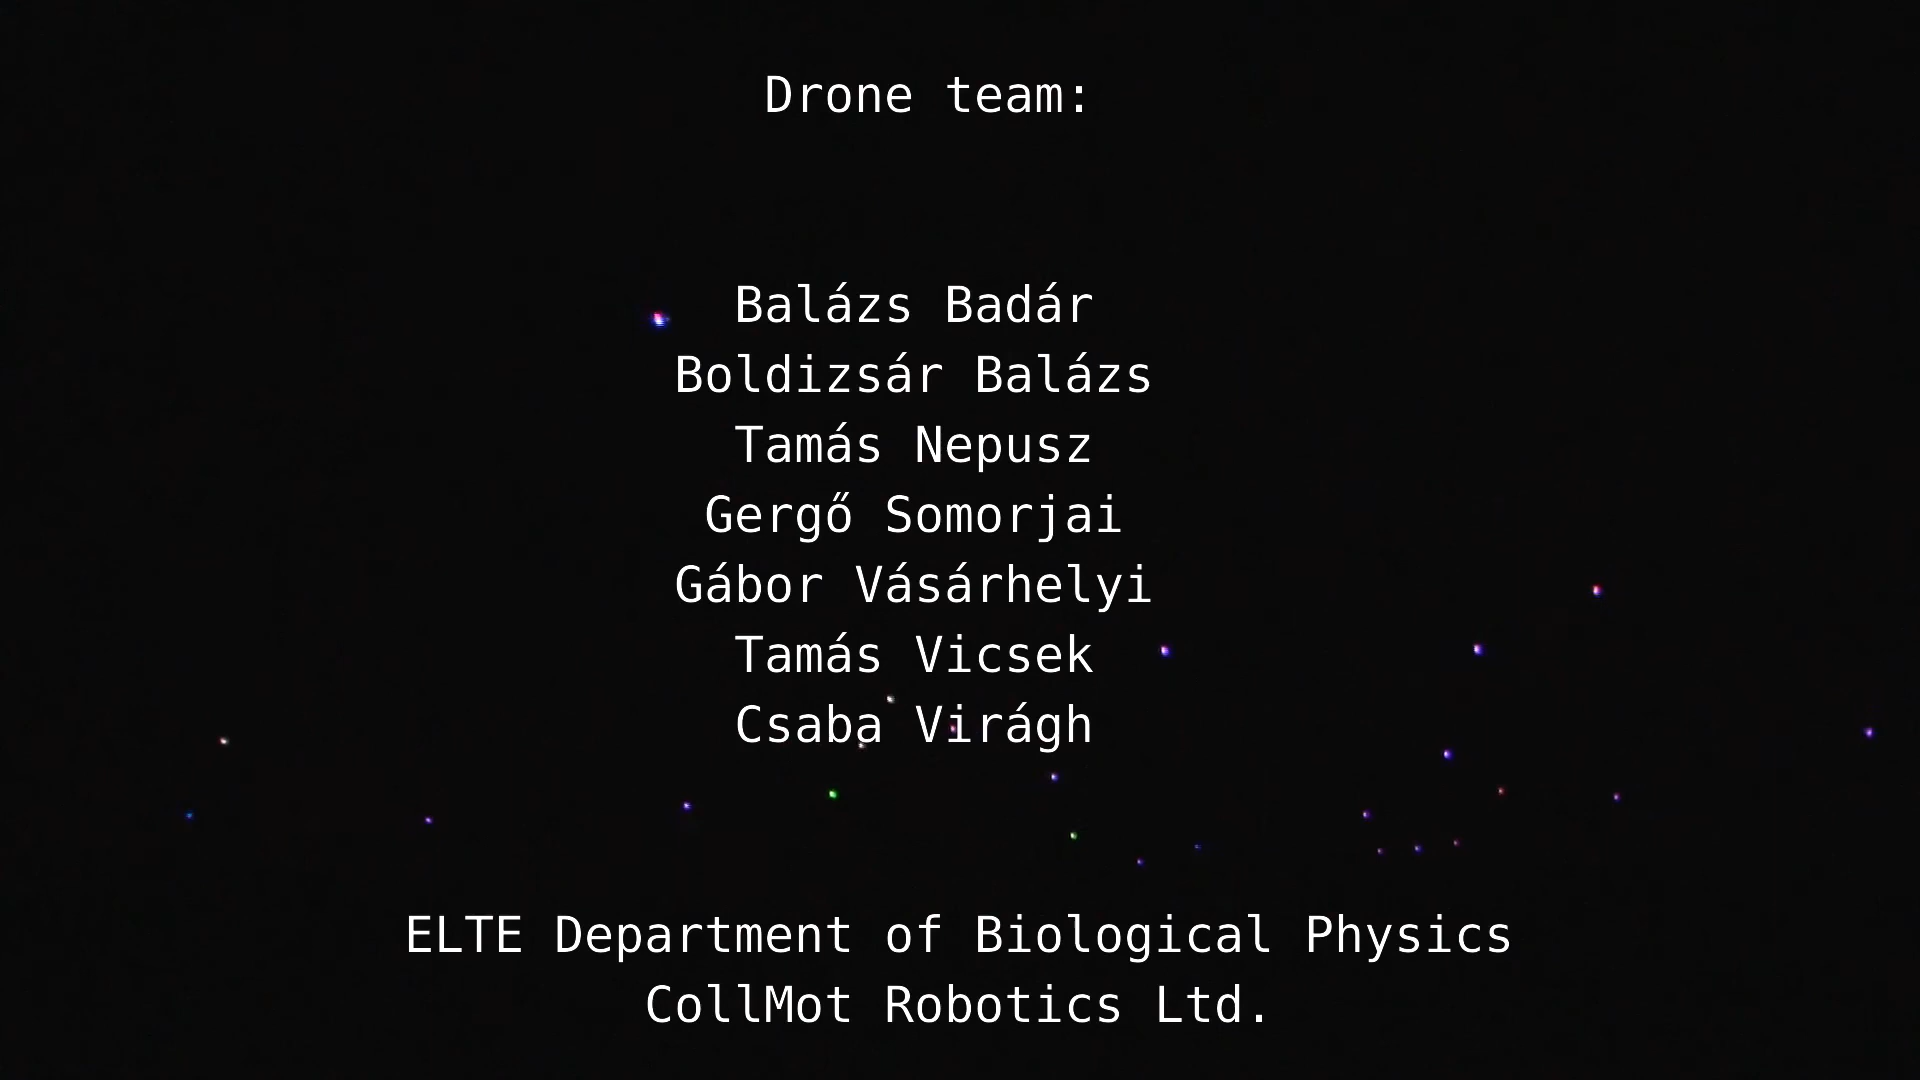 Drone team:
Balázs Badár
Boldizsár Balázs
Tamás Nepusz
Gergő Somorjai
Gábor Vásárhelyi
Tamás Vicsek
Csaba Virágh
ELTE Department of Biological Physics
CollMot Robotics Ltd.